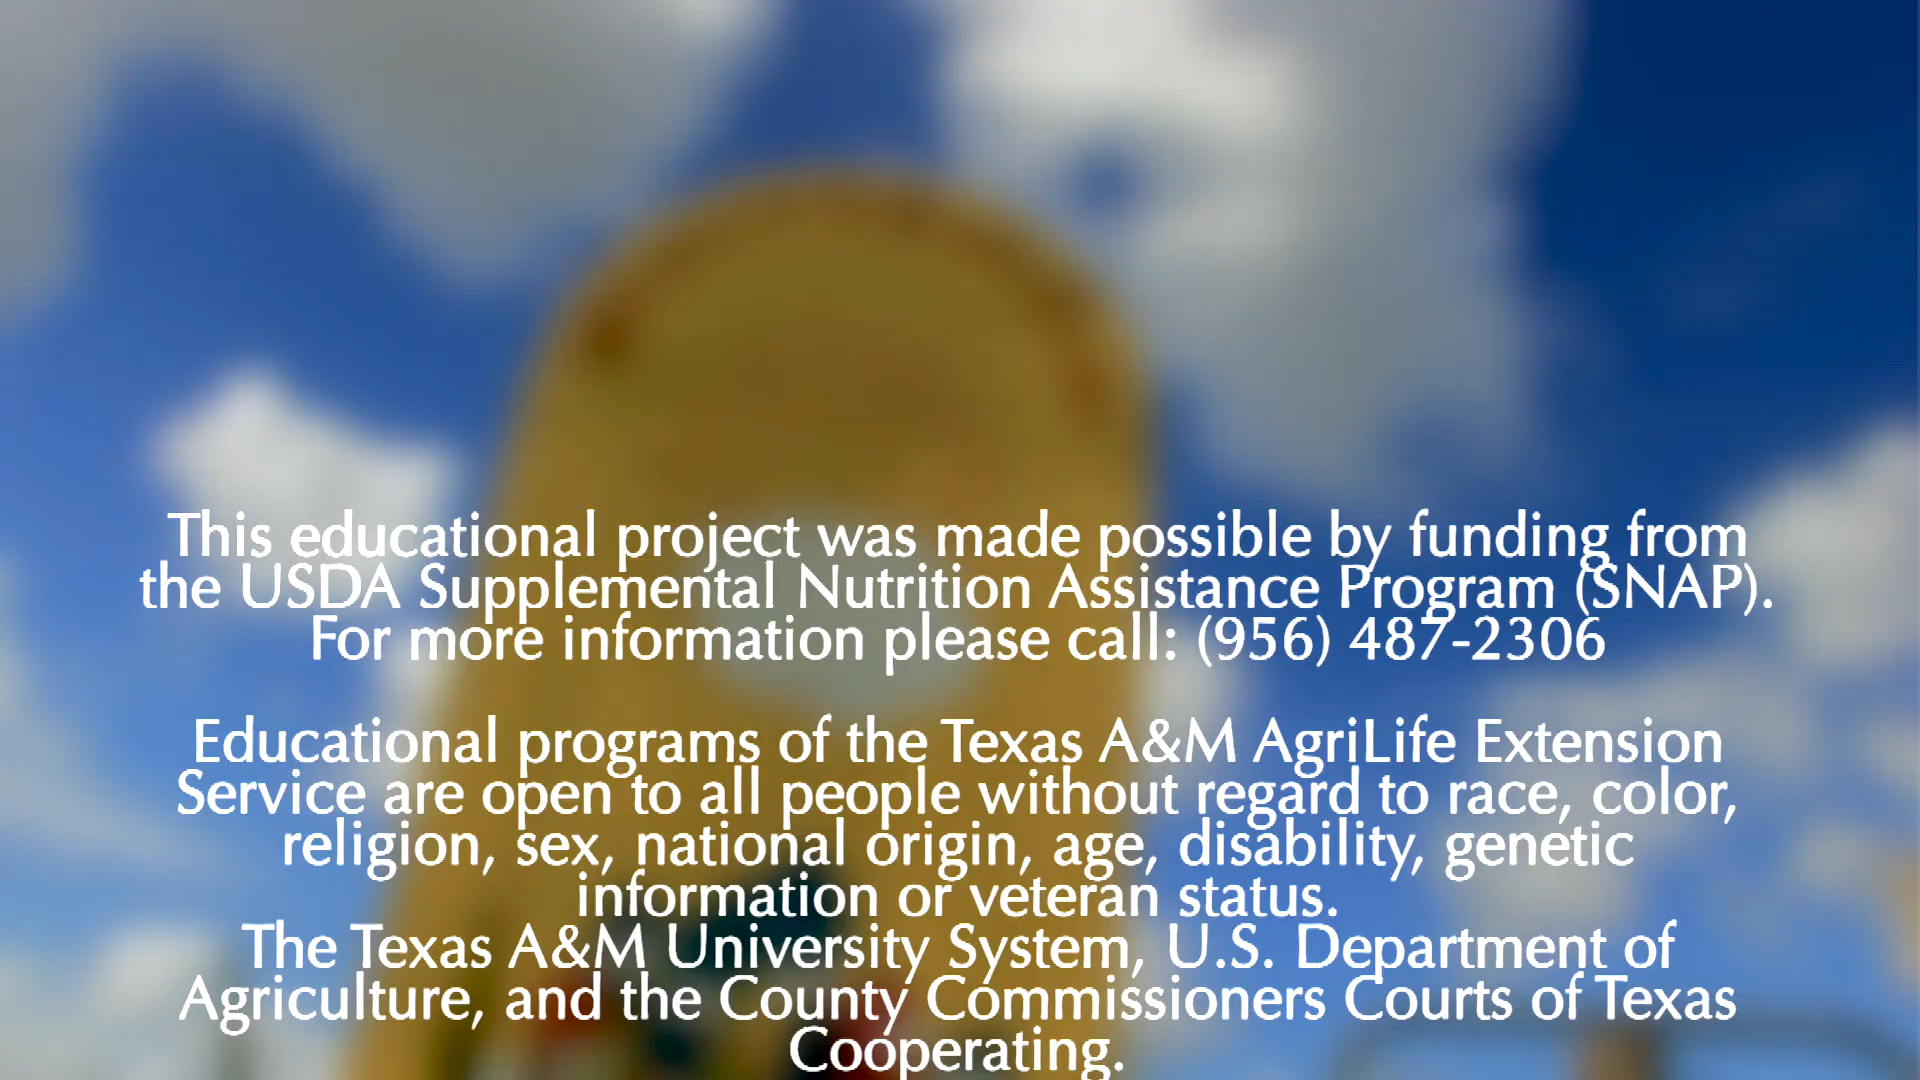 This educational project was made possible by funding from
the USDA Supplemental Nutrition Assistance Program (SNAP).
For more information please call: (956) 487-2306
Educational programs of the Texas A&M AgriLife Extension
Service are open to all people without regard to race, color,
religion, sex, national origin, age, disability, genetic
information or veteran status.
The Texas A&M University System, U.S. Department of
Agriculture, and the County Commissioners Courts of Texas
Cooperating.